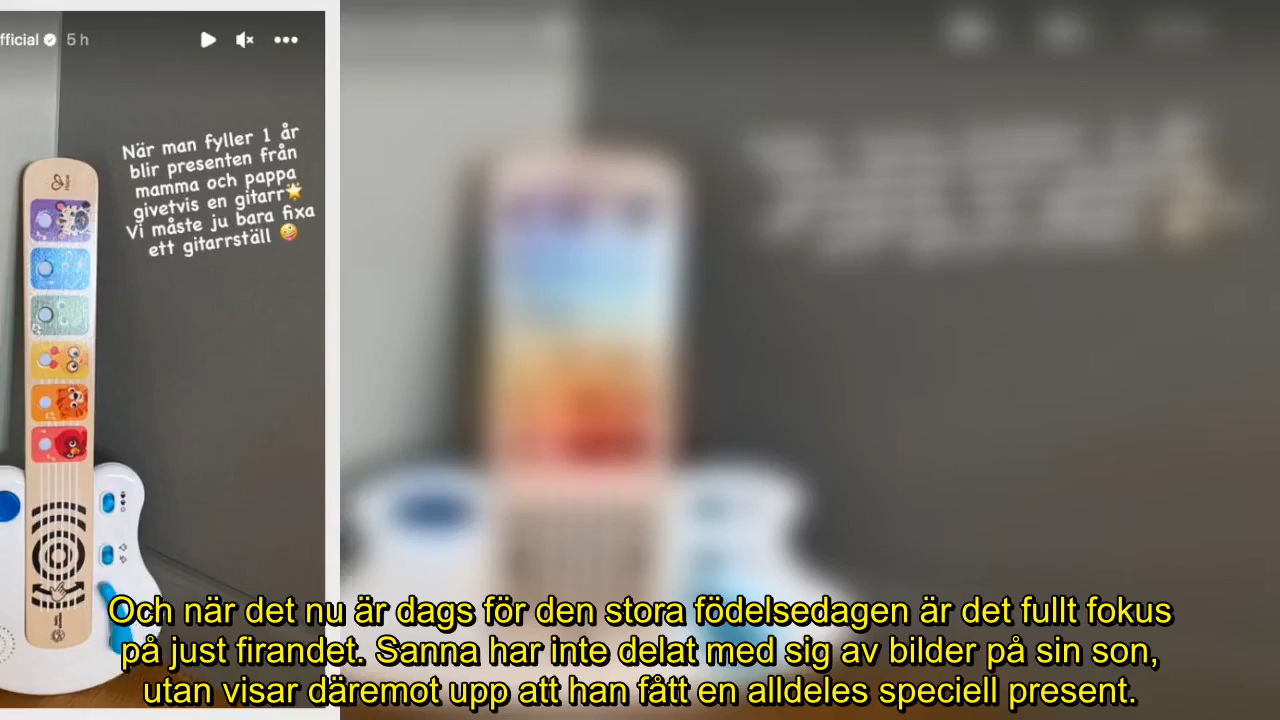 fficial 5 h
När man fyller 1 år
blir presenten från
mamma och pappa
givetvis en gitarr
Vi måste ju bara fixa
ett gitarrställ
Hape
Och när det nu är dags för den stora födelsedagen är det fullt fokus
på just firandet. Sanna har inte delat med sig av bilder på sin son,
utan visar däremot upp att han fått en alldeles speciell present.